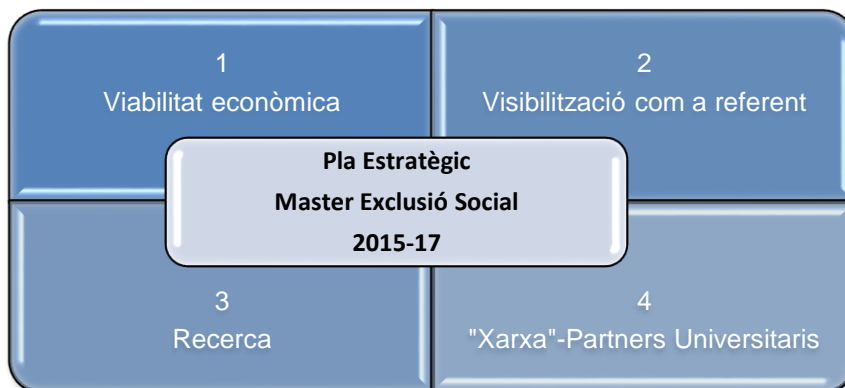 1
Viabilitat econòmica
2
Visibilització com a referent
Pla Estratègic
Master Exclusió Social
2015-17
3
Recerca
4
"Xarxa"-Partners Universitaris